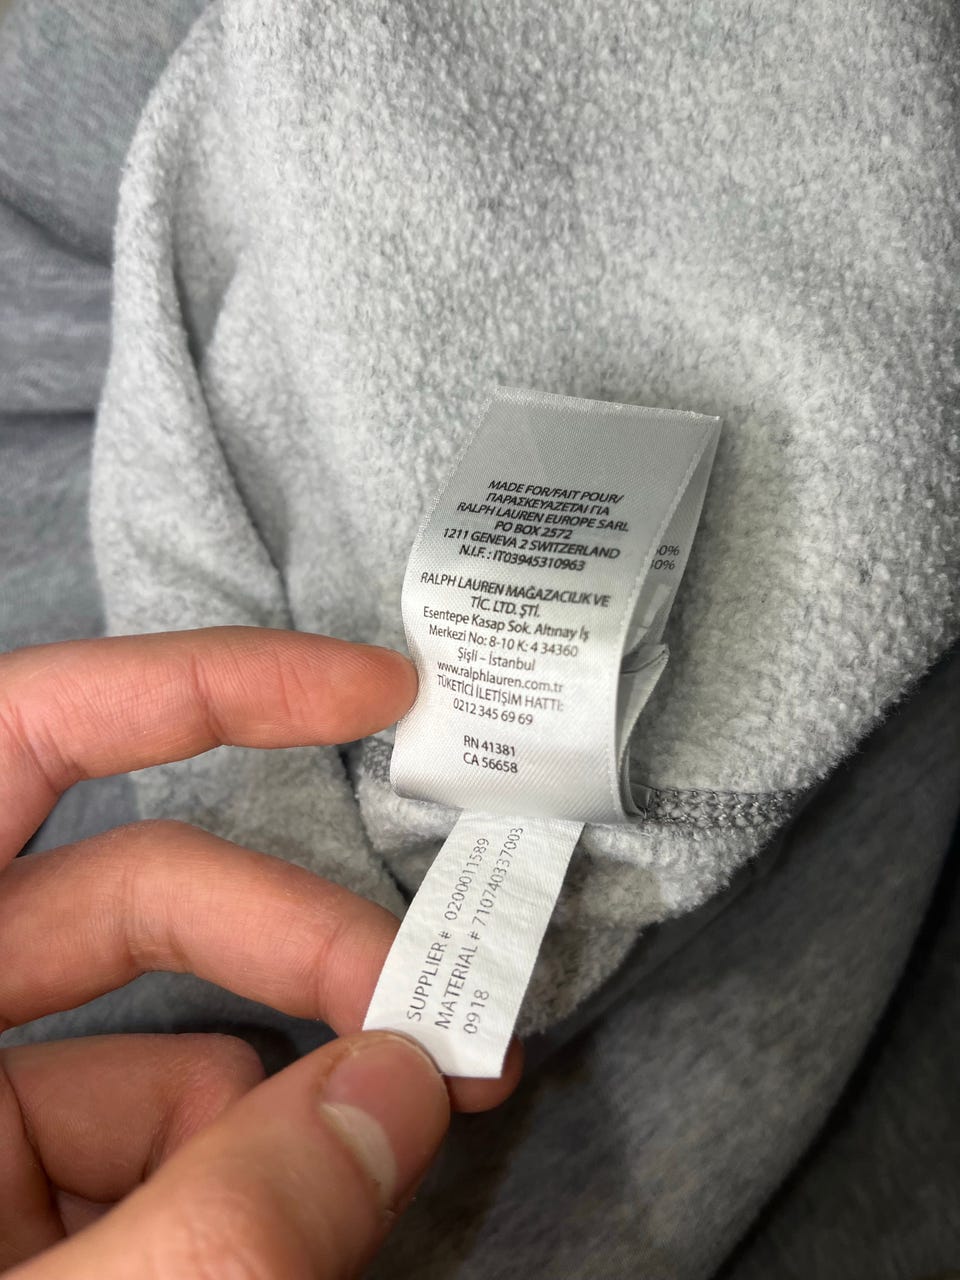 MADE FOR/FAIT POUR/
ΠΑΡΑΣΚΕΥΑΖΕΤΑΙ ΓΙΑ
RALPH LAUREN EUROPE SARL
PO BOX 2572
1211 GENEVA 2 SWITZERLAND
N.I.F. : IT03945310963
RALPH LAUREN MAĞAZACILIK VE
TİC. LTD. ŞTİ.
Esentepe Kasap Sok. Altınay İş
Merkezi No: 8-10 K: 4 34360
Şişli – İstanbul
www.ralphlauren.com.tr
TÜKETİCİ İLETİŞİM HATTI:
0212 345 69 69
RN 41381
CA 56658
SUPPLIER # 0200011589
MATERIAL # 710740337003
0918